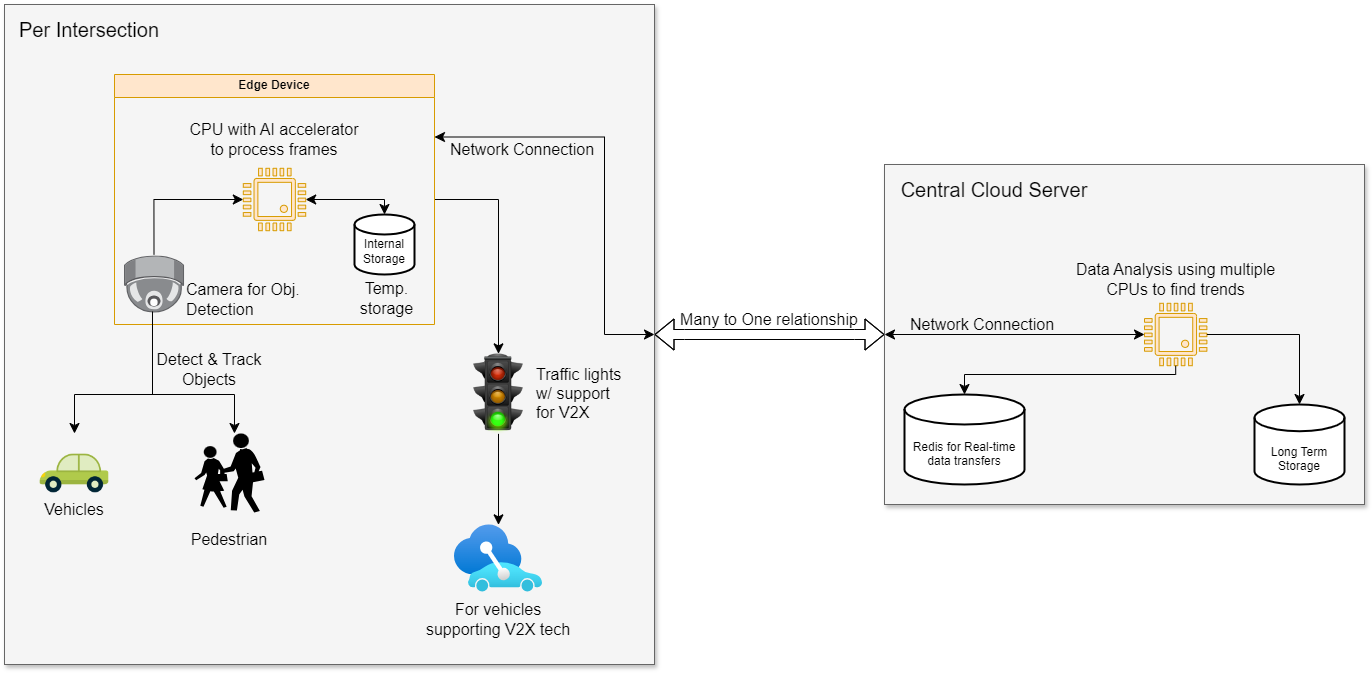 Per Intersection
Edge Device
CPU with AI accelerator
to process frames
Network Connection
Internal
Storage
Camera for Obj.
Detection
Temp.
storage
Detect & Track
Objects
Traffic lights
w/ support
for V2X
Vehicles
Pedestrian
For vehicles
supporting V2X tech
Many to One relationship
Central Cloud Server
Data Analysis using multiple
CPUs to find trends
Network Connection
Redis for Real-time
data transfers
Long Term
Storage